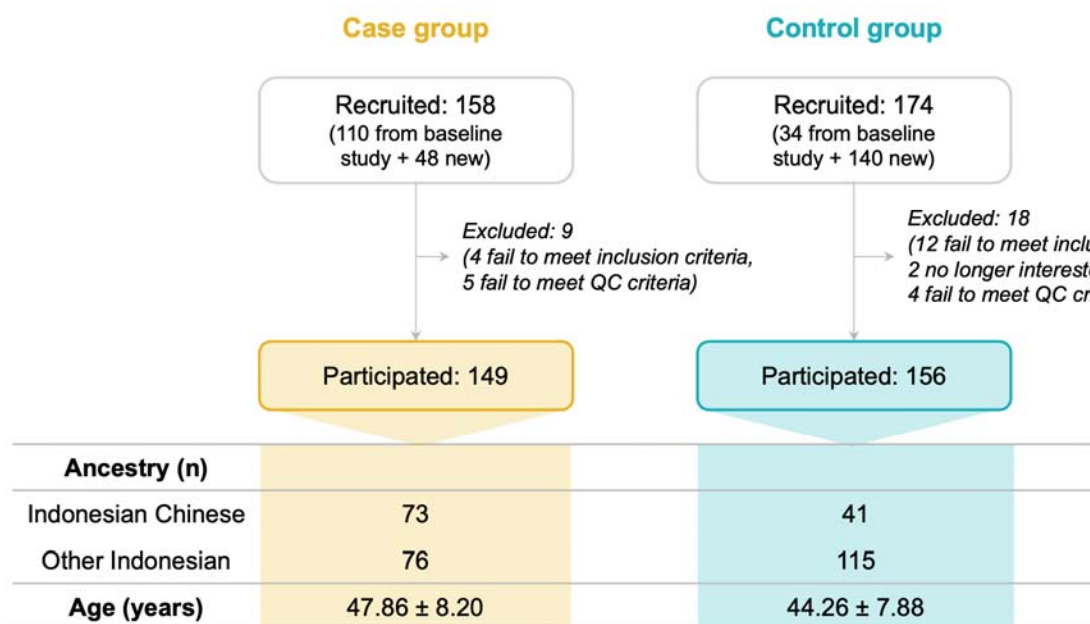 Case group
Control group
Recruited: 158
(110 from baseline
study + 48 new)
Recruited: 174
(34 from baseline
study + 140 new)
Excluded: 9
(4 fail to meet inclusion criteria,
5 fail to meet QC criteria)
Excluded: 18
(12 fail to meet
2 no longer
4 fail to meet QC
Participated: 149
Participated: 156
Ancestry (n)
Indonesian Chinese 73 41
Other Indonesian 76 115
Age (years) 47.86 ± 8.20 44.26 ± 7.88